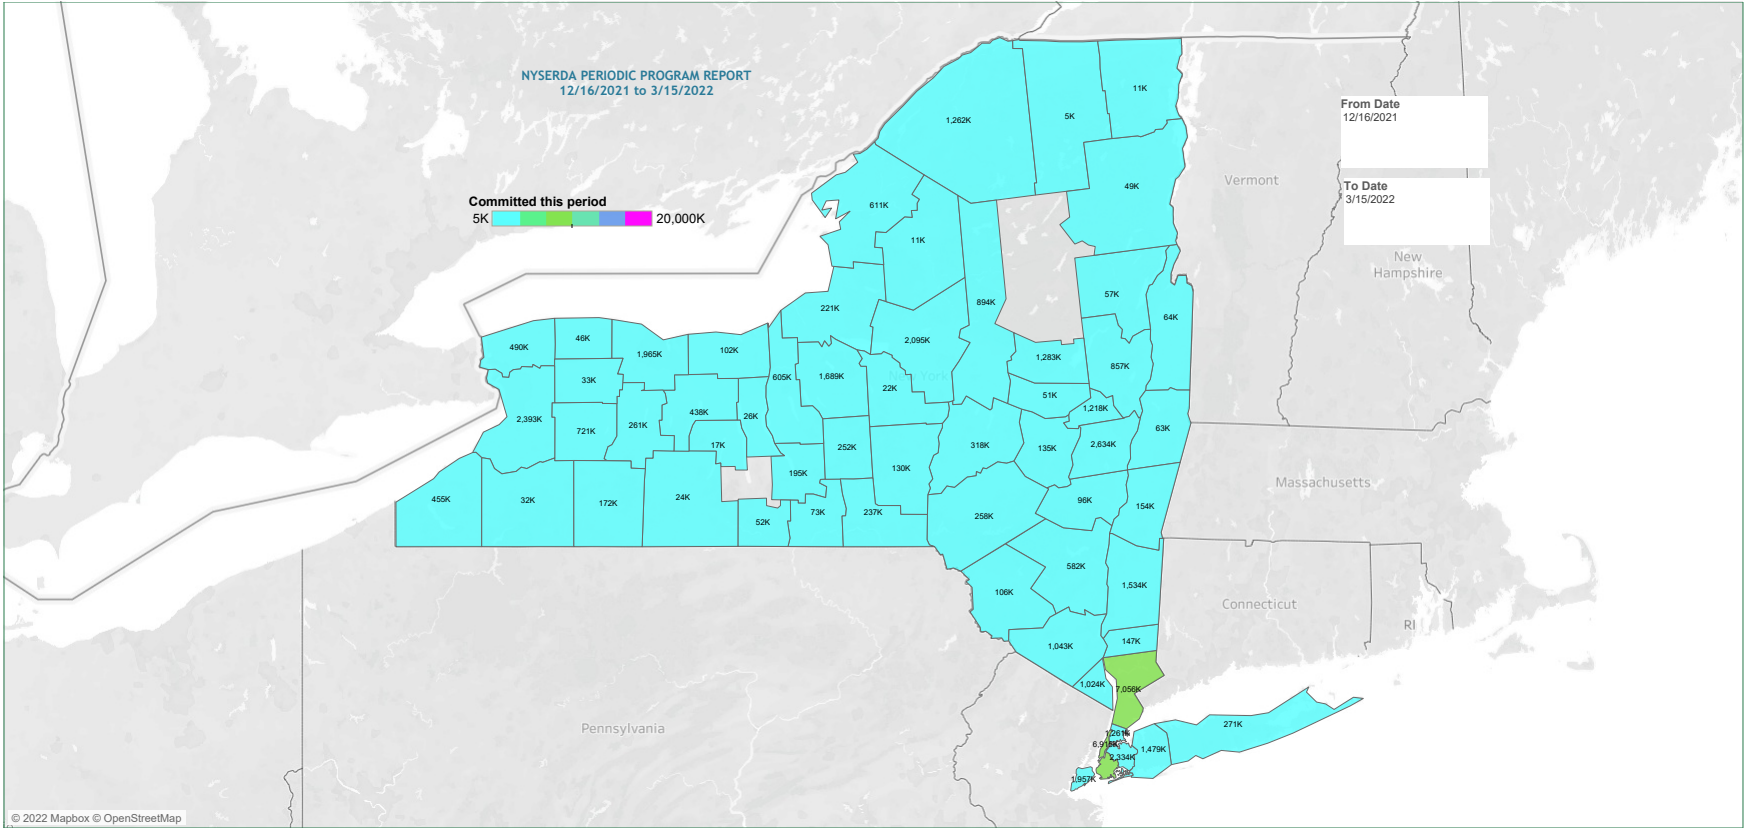 NYSERDA PERIODIC PROGRAM REPORT
12/16/2021 to 3/15/2022
From Date
12/16/2021
To Date
3/15/2022
Committed this period
5K 20,000K
Vermont
New
Hampshire
Massachusetts
Connecticut
RI
Pennsylvania
New York
11K
5K
1,262K
49K
611K
11K
894K
57K
64K
221K
2,095K
1,283K
857K
490K
46K
1,965K
102K
605K
1,689K
22K
51K
1,218K
33K
2,393K
721K
261K
438K
26K
17K
252K
318K
135K
2,634K
63K
195K
130K
455K
32K
172K
24K
52K
73K
237K
258K
96K
154K
582K
1,534K
106K
1,043K
147K
1,024K
7,056K
271K
1,261K
1,479K
2,334K
1,957K
© 2022 Mapbox © OpenStreetMap